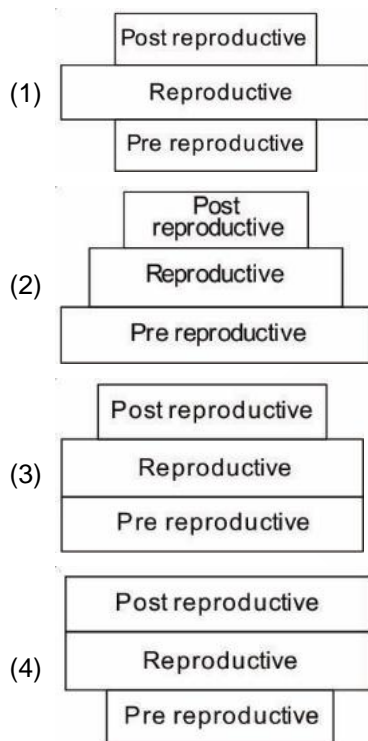 Post reproductive
(1) Reproductive
Pre reproductive
Post
reproductive
(2) Reproductive
Pre reproductive
Post reproductive
(3) Reproductive
Pre reproductive
Post reproductive
(4) Reproductive
Pre reproductive